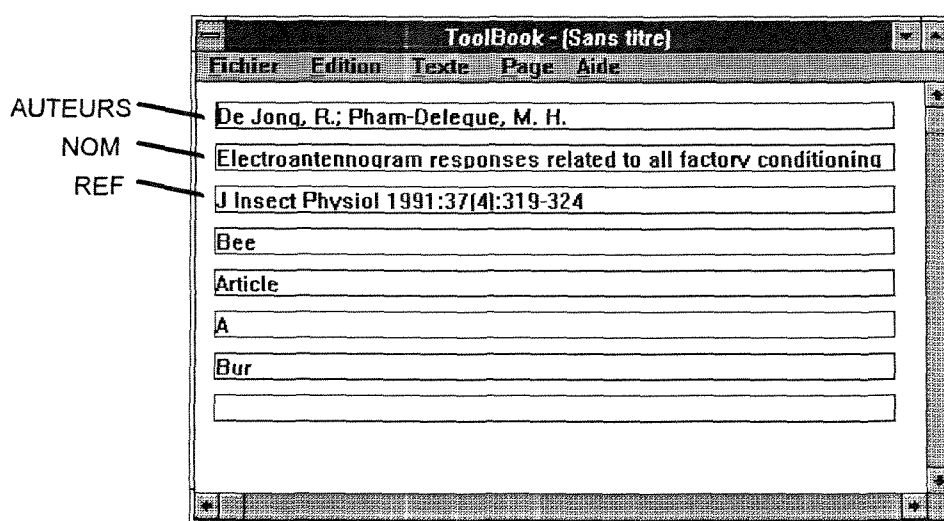 ToolBook - (Sans titre)
Fichier Edition Texte Page Aide
AUTEURS
De Jong, R.; Pham-Deleque, M. H.
NOM
Electroantennogram responses related to all factory conditioning
REF
J Insect Physiol 1991:37(4):319-324
Bee
Article
A
Bur